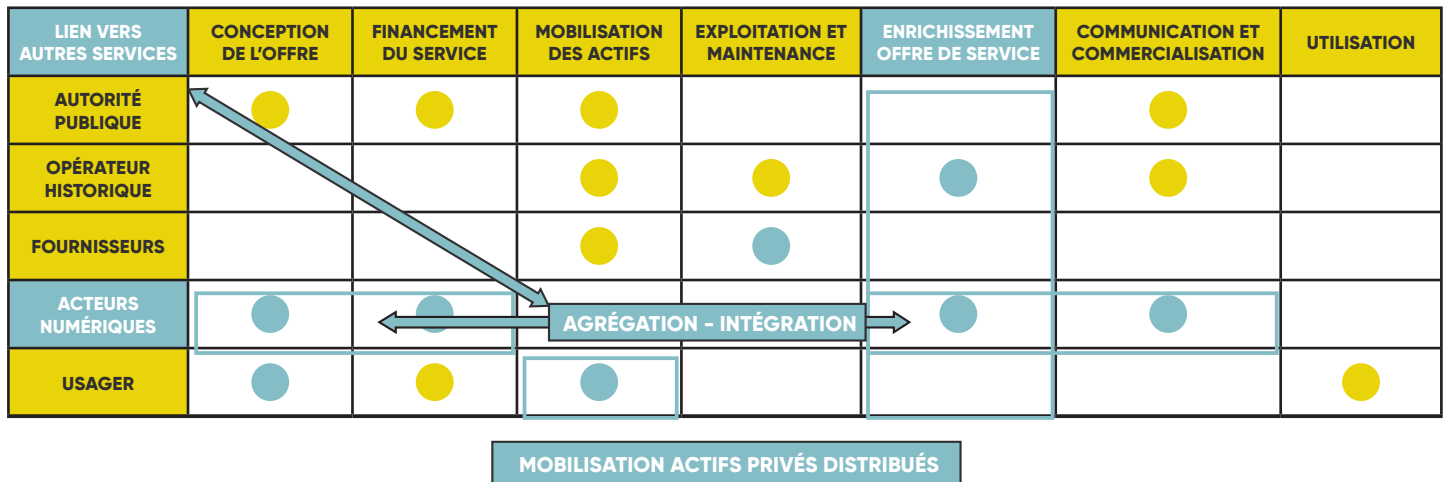 LIEN VERS
AUTRES SERVICES
CONCEPTION
DE L'OFFRE
FINANCEMENT
DU SERVICE
MOBILISATION
DES ACTIFS
EXPLOITATION ET
MAINTENANCE
ENRICHISSEMENT
OFFRE DE SERVICE
COMMUNICATION ET
COMMERCIALISATION
UTILISATION
AUTORITÉ
PUBLIQUE
OPÉRATEUR
HISTORIQUE
FOURNISSEURS
ACTEURS
NUMÉRIQUES
AGRÉGATION - INTÉGRATION
USAGER
MOBILISATION ACTIFS PRIVÉS DISTRIBUÉS